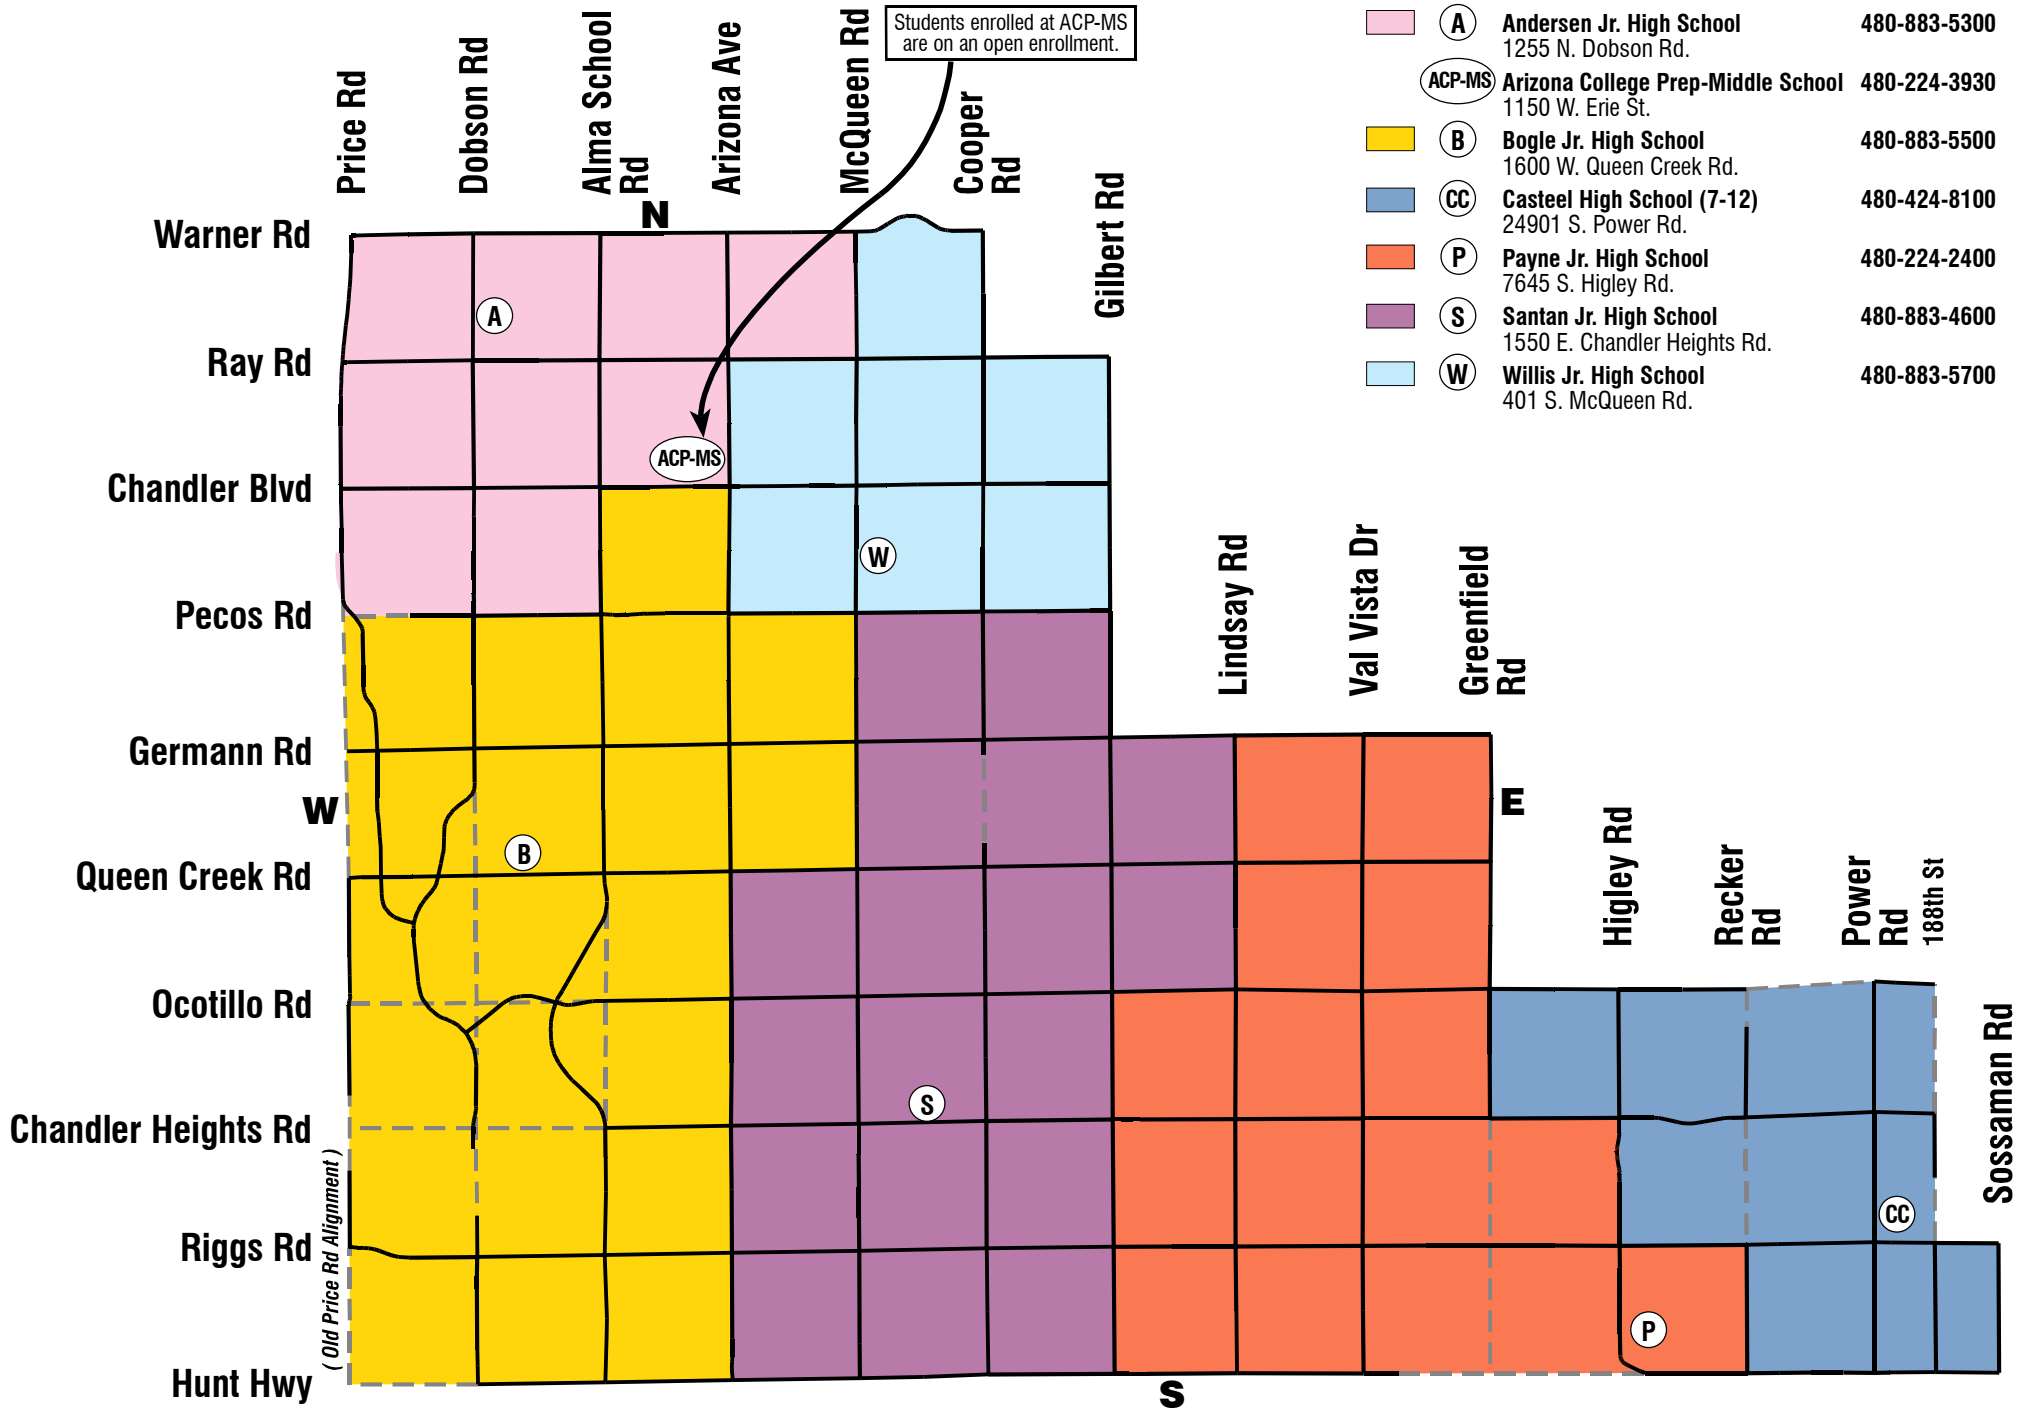 Students enrolled at ACP-MS
are on an open enrollment.
A
Andersen Jr. High School
480-883-5300
1255 N. Dobson Rd.
ACP-MS
Arizona College Prep-Middle School
480-224-3930
1150 W. Erie St.
B
Bogle Jr. High School
480-883-5500
1600 W. Queen Creek Rd.
CC
Casteel High School (7-12)
480-424-8100
24901 S. Power Rd.
P
Payne Jr. High School
480-224-2400
7645 S. Higley Rd.
S
Santan Jr. High School
480-883-4600
1550 E. Chandler Heights Rd.
W
Willis Jr. High School
480-883-5700
401 S. McQueen Rd.
Price Rd
Dobson Rd
Alma School
Rd
Arizona Ave
McQueen Rd
Cooper
Rd
Gilbert Rd
Lindsay Rd
Val Vista Dr
Greenfield
Rd
Higley Rd
Recker
Rd
Power
Rd
188th St
Sossaman Rd
N
Warner Rd
A
Ray Rd
ACP-MS
Chandler Blvd
W
Pecos Rd
Germann Rd
W
E
B
Queen Creek Rd
Ocotillo Rd
S
Chandler Heights Rd
( Old Price Rd Alignment )
CC
Riggs Rd
P
Hunt Hwy
S